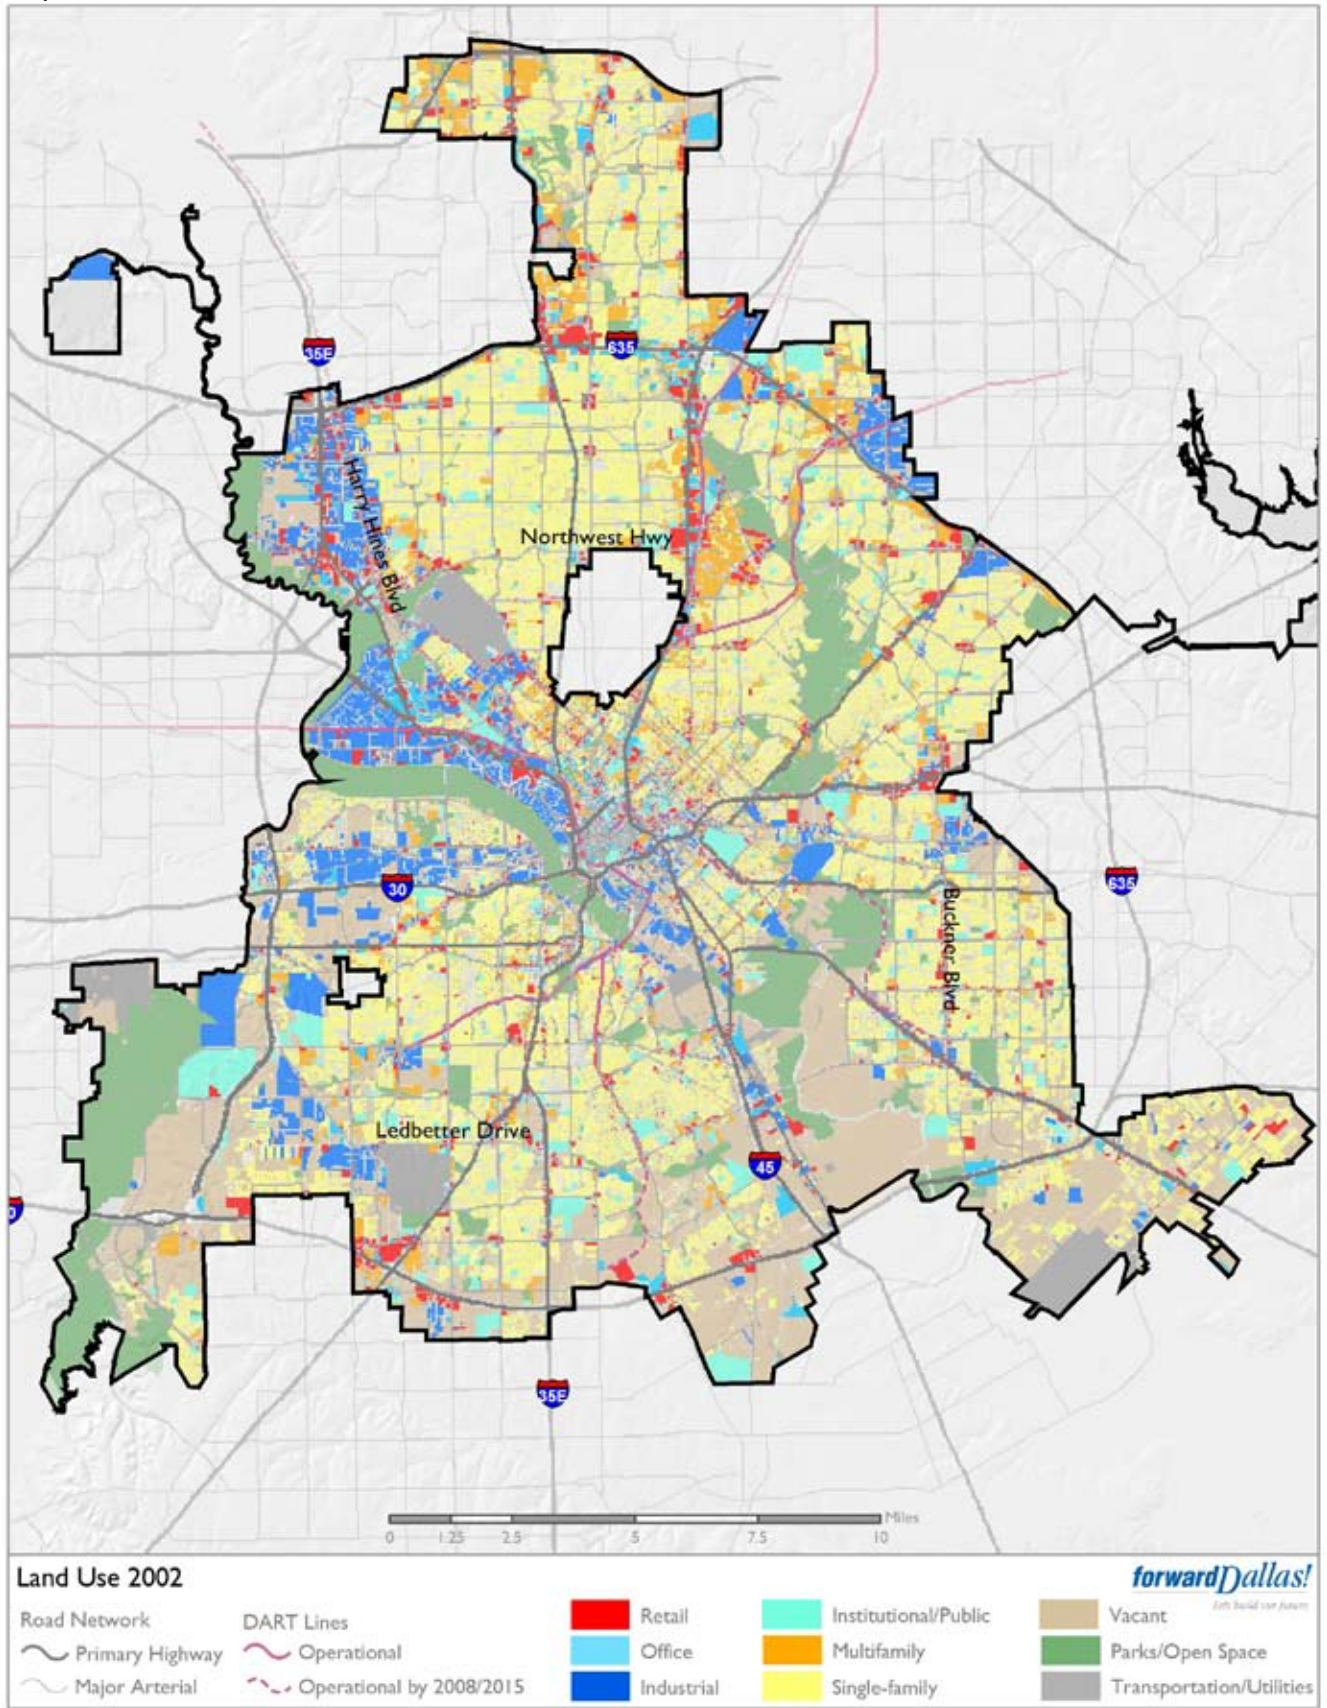 35E
635
Harry Hines Blvd
Northwest Hwy
30
635
Buckner Blvd
Ledbetter Drive
45
35E
Miles
0 1.25 2.5 5 7.5 10
Land Use 2002
forwardDallas!
Road Network
Primary Highway
Major Arterial
DART Lines
Operational
Operational by 2008/2015
Retail
Office
Industrial
Institutional/Public
Multifamily
Single-family
Vacant
Parks/Open Space
Transportation/Utilities